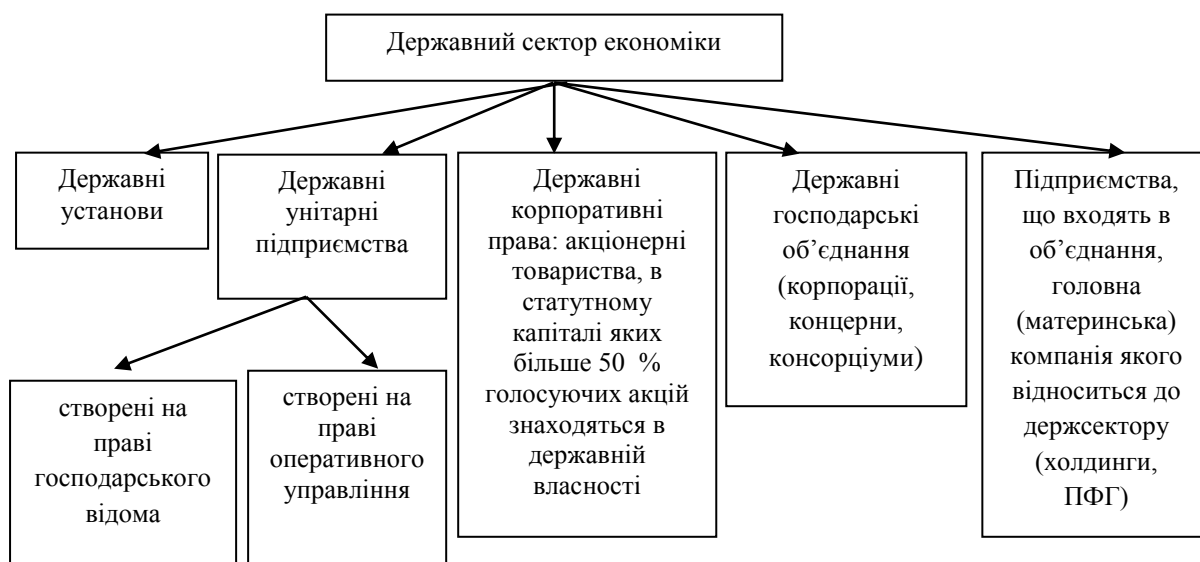 Державний сектор економіки
Державні
установи
Державні
унітарні
підприємства
Державні
корпоративні
права: акціонерні
товариства, в
статутному
капіталі яких
більше 50 %
голосуючих акцій
знаходяться в
державній
власності
Державні
господарські
об’єднання
(корпорації,
концерни,
консорціуми)
Підприємства,
що входять в
об’єднання,
головна
(материнська)
компанія якого
відноситься до
держсектору
(холдинги,
ПФГ)
створені на
праві
господарського
відома
створені на
праві
оперативного
управління